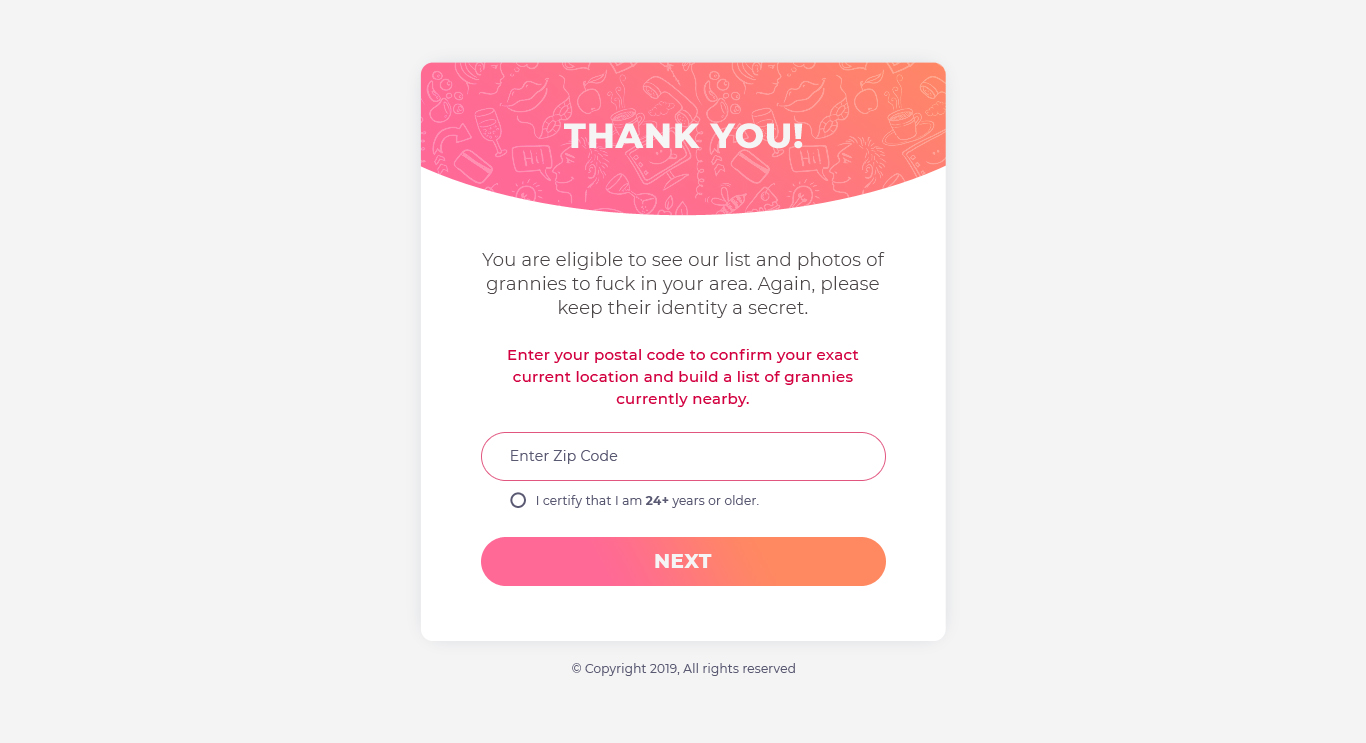 THANK YOU!
Hi!
Hi!
You are eligible to see our list and photos of
grannies to fuck in your area. Again, please
keep their identity a secret.
Enter your postal code to confirm your exact
current location and build a list of grannies
currently nearby.
Enter Zip Code
I certify that I am 24+ years or older.
NEXT
© Copyright 2019, All rights reserved